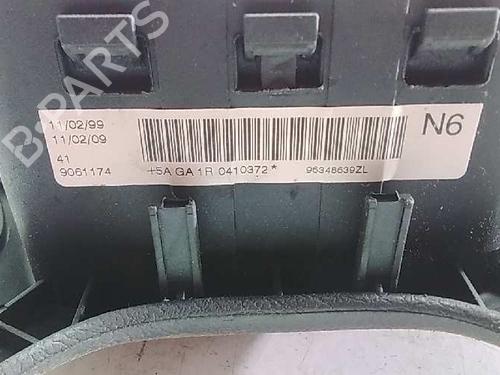 11/02/99
11/02/09
41
9061174
+5A GA 1R 0410372*
96348639ZL
N6
B-PARTS